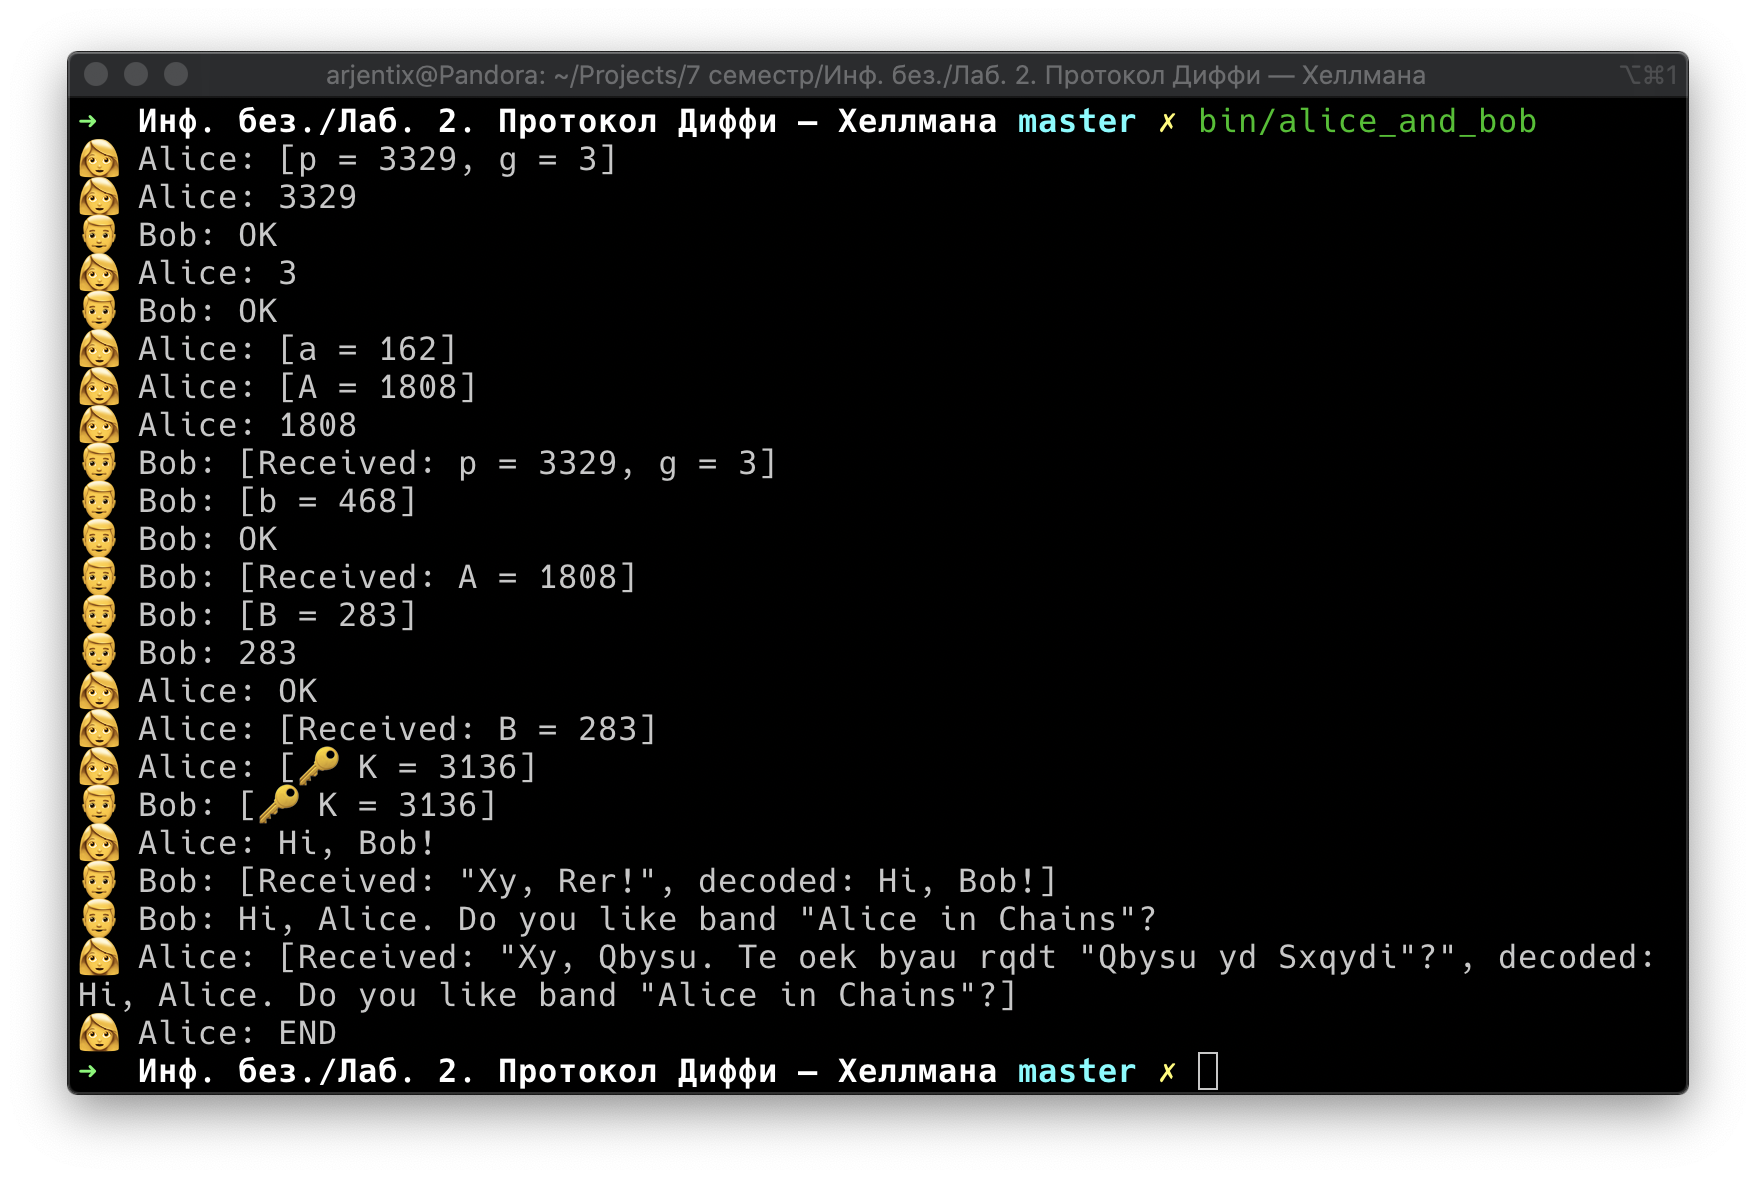 arjentix@Pandora: ~/Projects/7 семестр/Инф. без./Лаб. 2. Протокол Диффи — Хеллмана ⌥⌘1
➜ Инф. без./Лаб. 2. Протокол Диффи — Хеллмана master ✗ bin/alice_and_bob
👩 Alice: [p = 3329, g = 3]
👩 Alice: 3329
👨 Bob: OK
👩 Alice: 3
👨 Bob: OK
👩 Alice: [a = 162]
👩 Alice: [A = 1808]
👩 Alice: 1808
👨 Bob: [Received: p = 3329, g = 3]
👨 Bob: [b = 468]
👨 Bob: OK
👨 Bob: [Received: A = 1808]
👨 Bob: [B = 283]
👨 Bob: 283
👩 Alice: OK
👩 Alice: [Received: B = 283]
👩 Alice: [🔑 K = 3136]
👨 Bob: [🔑 K = 3136]
👩 Alice: Hi, Bob!
👨 Bob: [Received: "Xy, Rer!", decoded: Hi, Bob!]
👨 Bob: Hi, Alice. Do you like band "Alice in Chains"?
👩 Alice: [Received: "Xy, Qbysu. Te oek byau rqdt "Qbysu yd Sxqydi"?", decoded:
Hi, Alice. Do you like band "Alice in Chains"?]
👩 Alice: END
➜ Инф. без./Лаб. 2. Протокол Диффи — Хеллмана master ✗